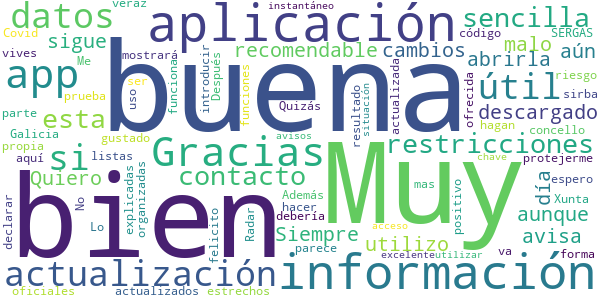 veraz
instantáneo
datos
aplicación
sencilla
Covid
sigue
Me
código
SERGAS
vives
mostrará
recomendable
cambios
malo
aún
app
buena
abrirla
prueba
ser
funciona
introducir
Después
funciones
actualizada
útil
riesgo
uso
Quizás
resultado
situación
ofrecida
descargado
sirba
parte
esta
avisos
hagan
concello
Galicia
gustado
Gracias
Muy
restricciones
propia
si
aquí
listas
bien
contacto
chave
protejerme
Quiero
explicadas
organizadas
mas
día
espero
No
Además
positivo
Xunta
declarar
Lo
felicito
Radar
hacer
debería
Siempre
utilizo
aunque
avisa
acceso
parece
excelente
utilizar
va
forma
actualización
información
oficiales
actualizados
estrechos